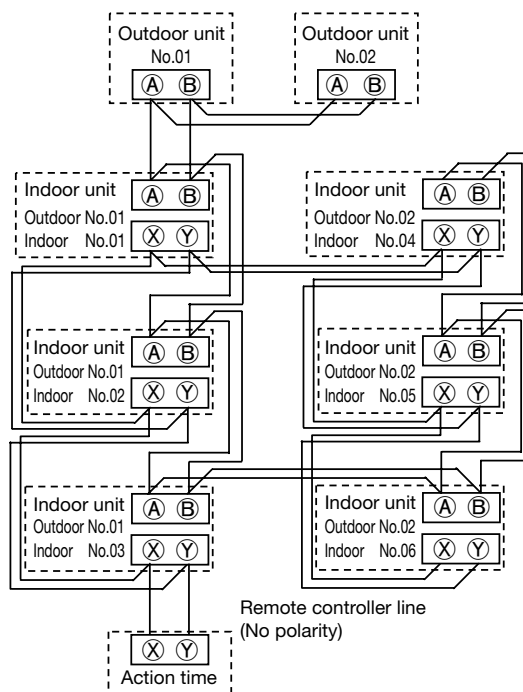 Outdoor unit
No.01
Ⓐ Ⓑ
Outdoor unit
No.02
Ⓐ Ⓑ
Indoor unit
Outdoor No.01
Indoor No.01
Ⓐ Ⓑ
Ⓧ Ⓨ
Indoor unit
Outdoor No.02
Indoor No.04
Ⓐ Ⓑ
Ⓧ Ⓨ
Indoor unit
Outdoor No.01
Indoor No.02
Ⓐ Ⓑ
Ⓧ Ⓨ
Indoor unit
Outdoor No.02
Indoor No.05
Ⓐ Ⓑ
Ⓧ Ⓨ
Indoor unit
Outdoor No.01
Indoor No.03
Ⓐ Ⓑ
Ⓧ Ⓨ
Indoor unit
Outdoor No.02
Indoor No.06
Ⓐ Ⓑ
Ⓧ Ⓨ
Remote controller line
(No polarity)
Ⓧ Ⓨ
Action time